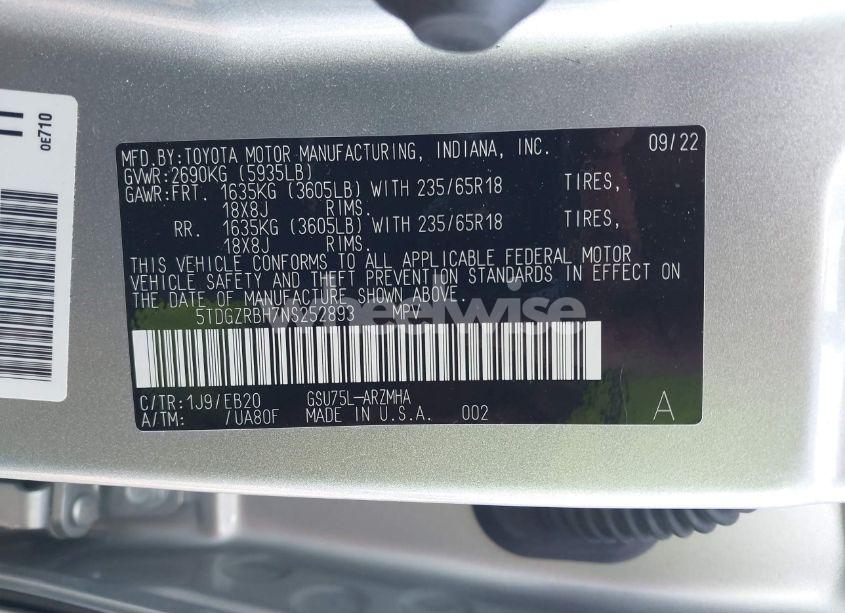 OE710
MFD.BY:TOYOTA MOTOR MANUFACTURING, INDIANA, INC. 09/22
GVWR:2690KG (5935LB)
GAWR:FRT. 1635KG (3605LB) WITH 235/65R18 TIRES,
18X8J RIMS.
RR. 1635KG (3605LB) WITH 235/65R18 TIRES,
18X8J RIMS.
THIS VEHICLE CONFORMS TO ALL APPLICABLE FEDERAL MOTOR
VEHICLE SAFETY AND THEFT PREVENTION STANDARDS IN EFFECT ON
THE DATE OF MANUFACTURE SHOWN ABOVE.
wheelwise
5TDGZRBH7NS252893 MPV
C/TR:1J9/EB20 GSU75L-ARZMHA
A/TM: /UA80F MADE IN U.S.A. 002 A